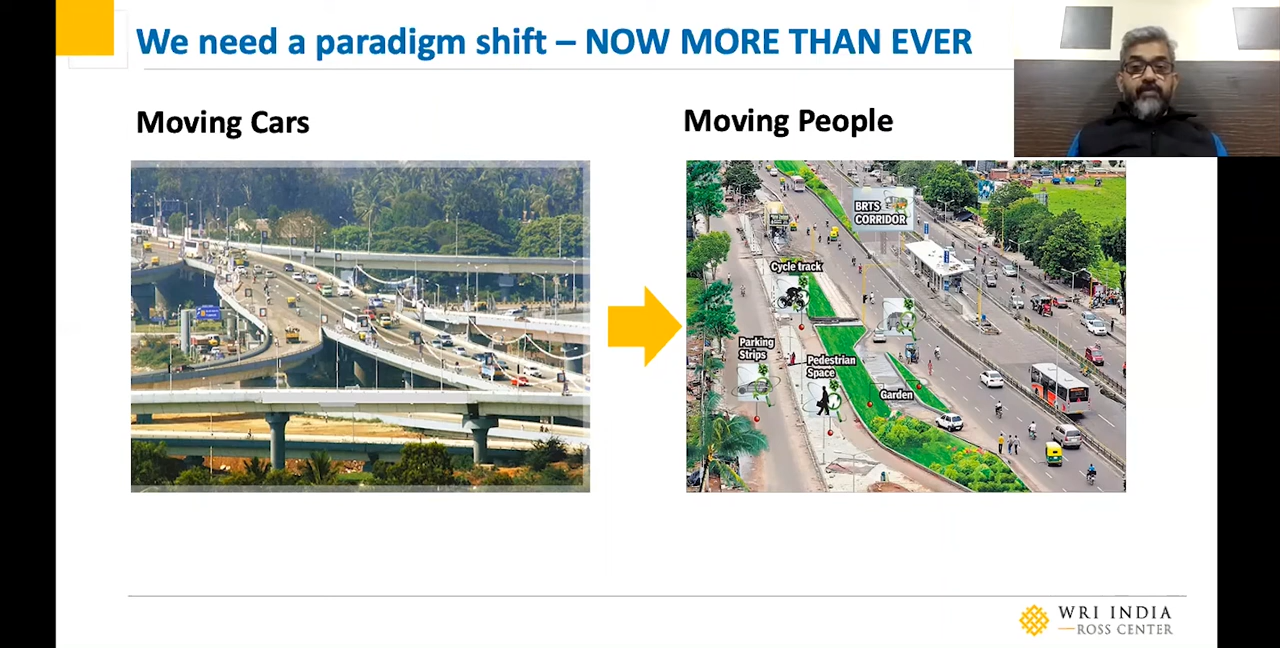 We need a paradigm shift – NOW MORE THAN EVER
Moving Cars
Moving People
BRTS
CORRIDOR
Cycle track
Parking
Strips
Pedestrian
Space
Garden
WRI INDIA
ROSS CENTER